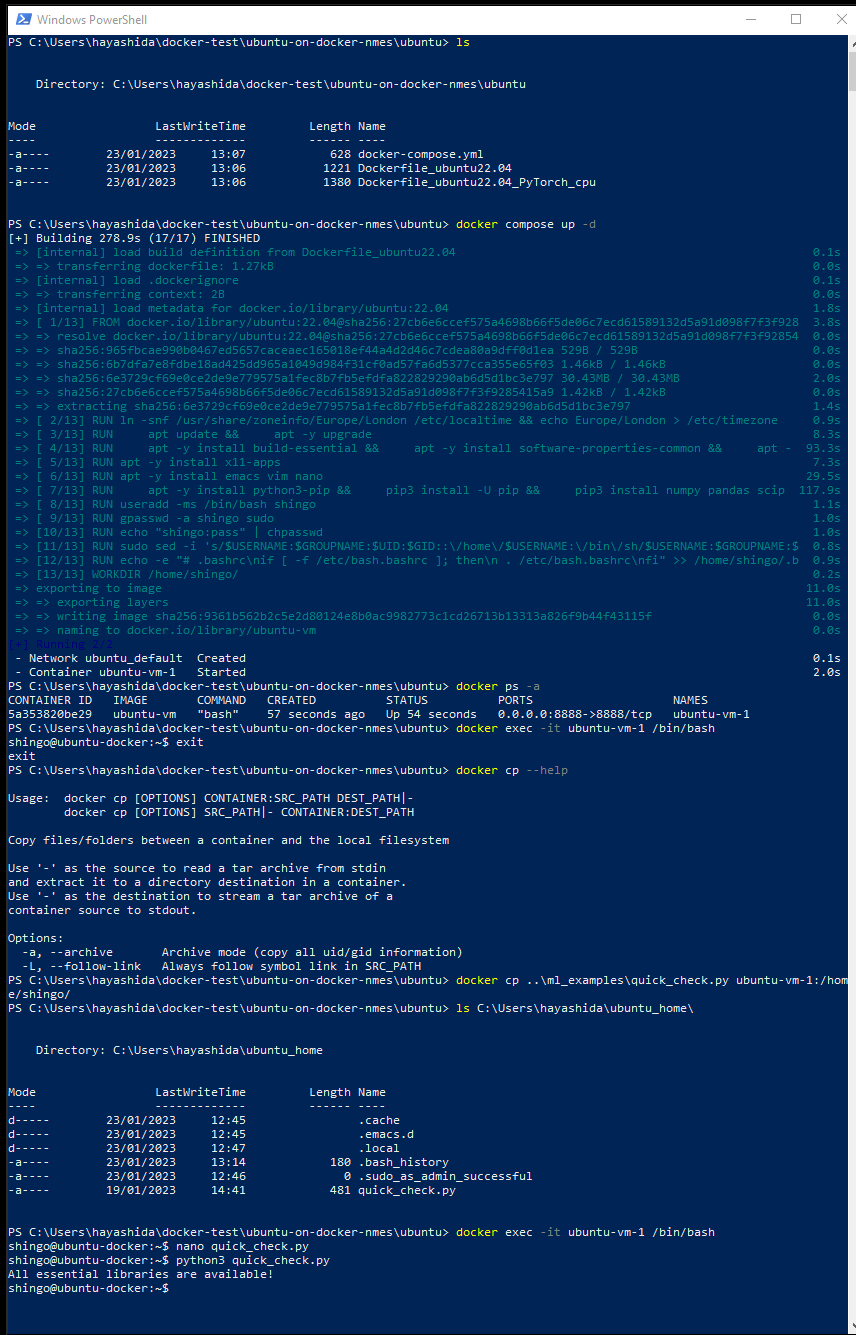 Windows PowerShell
PS C:\Users\hayashida\docker-test\ubuntu-on-docker-nmes\ubuntu> ls
    Directory: C:\Users\hayashida\docker-test\ubuntu-on-docker-nmes\ubuntu
Mode                 LastWriteTime         Length Name
----                 -------------         ------ ----
-a----        23/01/2023     13:07            628 docker-compose.yml
-a----        23/01/2023     13:06           1221 Dockerfile_ubuntu22.04
-a----        23/01/2023     13:06           1380 Dockerfile_ubuntu22.04_PyTorch_cpu
PS C:\Users\hayashida\docker-test\ubuntu-on-docker-nmes\ubuntu> docker compose up -d
[+] Building 278.9s (17/17) FINISHED
 => [internal] load build definition from Dockerfile_ubuntu22.04 0.1s
 => => transferring dockerfile: 1.27kB 0.0s
 => [internal] load .dockerignore 0.1s
 => => transferring context: 2B 0.0s
 => [internal] load metadata for docker.io/library/ubuntu:22.04 1.8s
 => [ 1/13] FROM docker.io/library/ubuntu:22.04@sha256:27cb6e6ccef575a4698b66f5de06c7ecd61589132d5a91d098f7f3f928 3.8s
 => => resolve docker.io/library/ubuntu:22.04@sha256:27cb6e6ccef575a4698b66f5de06c7ecd61589132d5a91d098f7f3f92854 0.0s
 => => sha256:965fbcae990b0467ed5657caceaec165018ef44a4d2d46c7cdea80a9dff0d1ea 529B / 529B 0.0s
 => => sha256:6b7dfa7e8fdbe18ad425dd965a1049d984f31cf0ad57fa6d5377cca355e65f03 1.46kB / 1.46kB 0.0s
 => => sha256:6e3729cf69e0ce2de9e779575a1fec8b7fb5efdfa822829290ab6d5d1bc3e797 30.43MB / 30.43MB 2.0s
 => => sha256:27cb6e6ccef575a4698b66f5de06c7ecd61589132d5a91d098f7f3f9285415a9 1.42kB / 1.42kB 0.0s
 => => extracting sha256:6e3729cf69e0ce2de9e779575a1fec8b7fb5efdfa822829290ab6d5d1bc3e797 1.4s
 => [ 2/13] RUN ln -snf /usr/share/zoneinfo/Europe/London /etc/localtime && echo Europe/London > /etc/timezone 0.9s
 => [ 3/13] RUN     apt update &&     apt -y upgrade 8.3s
 => [ 4/13] RUN     apt -y install build-essential &&     apt -y install software-properties-common &&     apt - 93.3s
 => [ 5/13] RUN apt -y install x11-apps 7.3s
 => [ 6/13] RUN apt -y install emacs vim nano 29.5s
 => [ 7/13] RUN     apt -y install python3-pip &&     pip3 install -U pip &&     pip3 install numpy pandas scip 117.9s
 => [ 8/13] RUN useradd -ms /bin/bash shingo 1.1s
 => [ 9/13] RUN gpasswd -a shingo sudo 1.0s
 => [10/13] RUN echo "shingo:pass" | chpasswd 1.0s
 => [11/13] RUN sudo sed -i 's/$USERNAME:$GROUPNAME:$UID:$GID::\/home\/$USERNAME:\/bin\/sh/$USERNAME:$GROUPNAME:$ 0.8s
 => [12/13] RUN echo -e "# .bashrc\nif [ -f /etc/bash.bashrc ]; then\n . /etc/bash.bashrc\nfi" >> /home/shingo/.b 0.9s
 => [13/13] WORKDIR /home/shingo/ 0.2s
 => exporting to image 11.0s
 => => exporting layers 11.0s
 => => writing image sha256:9361b562b2c5e2d80124e8b0ac9982773c1cd26713b13313a826f9b44f43115f 0.0s
 => => naming to docker.io/library/ubuntu-vm 0.0s
[+] Running 2/2
 - Network ubuntu_default  Created 0.1s
 - Container ubuntu-vm-1   Started 2.0s
PS C:\Users\hayashida\docker-test\ubuntu-on-docker-nmes\ubuntu> docker ps -a
CONTAINER ID   IMAGE       COMMAND   CREATED          STATUS          PORTS                    NAMES
5a353820be29   ubuntu-vm   "bash"    57 seconds ago   Up 54 seconds   0.0.0.0:8888->8888/tcp   ubuntu-vm-1
PS C:\Users\hayashida\docker-test\ubuntu-on-docker-nmes\ubuntu> docker exec -it ubuntu-vm-1 /bin/bash
shingo@ubuntu-docker:~$ exit
exit
PS C:\Users\hayashida\docker-test\ubuntu-on-docker-nmes\ubuntu> docker cp --help
Usage:  docker cp [OPTIONS] CONTAINER:SRC_PATH DEST_PATH|-
        docker cp [OPTIONS] SRC_PATH|- CONTAINER:DEST_PATH
Copy files/folders between a container and the local filesystem
Use '-' as the source to read a tar archive from stdin
and extract it to a directory destination in a container.
Use '-' as the destination to stream a tar archive of a
container source to stdout.
Options:
  -a, --archive       Archive mode (copy all uid/gid information)
  -L, --follow-link   Always follow symbol link in SRC_PATH
PS C:\Users\hayashida\docker-test\ubuntu-on-docker-nmes\ubuntu> docker cp ..\ml_examples\quick_check.py ubuntu-vm-1:/hom
e/shingo/
PS C:\Users\hayashida\docker-test\ubuntu-on-docker-nmes\ubuntu> ls C:\Users\hayashida\ubuntu_home\
    Directory: C:\Users\hayashida\ubuntu_home
Mode                 LastWriteTime         Length Name
----                 -------------         ------ ----
d-----        23/01/2023     12:45                .cache
d-----        23/01/2023     12:45                .emacs.d
d-----        23/01/2023     12:47                .local
-a----        23/01/2023     13:14            180 .bash_history
-a----        23/01/2023     12:46              0 .sudo_as_admin_successful
-a----        19/01/2023     14:41            481 quick_check.py
PS C:\Users\hayashida\docker-test\ubuntu-on-docker-nmes\ubuntu> docker exec -it ubuntu-vm-1 /bin/bash
shingo@ubuntu-docker:~$ nano quick_check.py
shingo@ubuntu-docker:~$ python3 quick_check.py
All essential libraries are available!
shingo@ubuntu-docker:~$